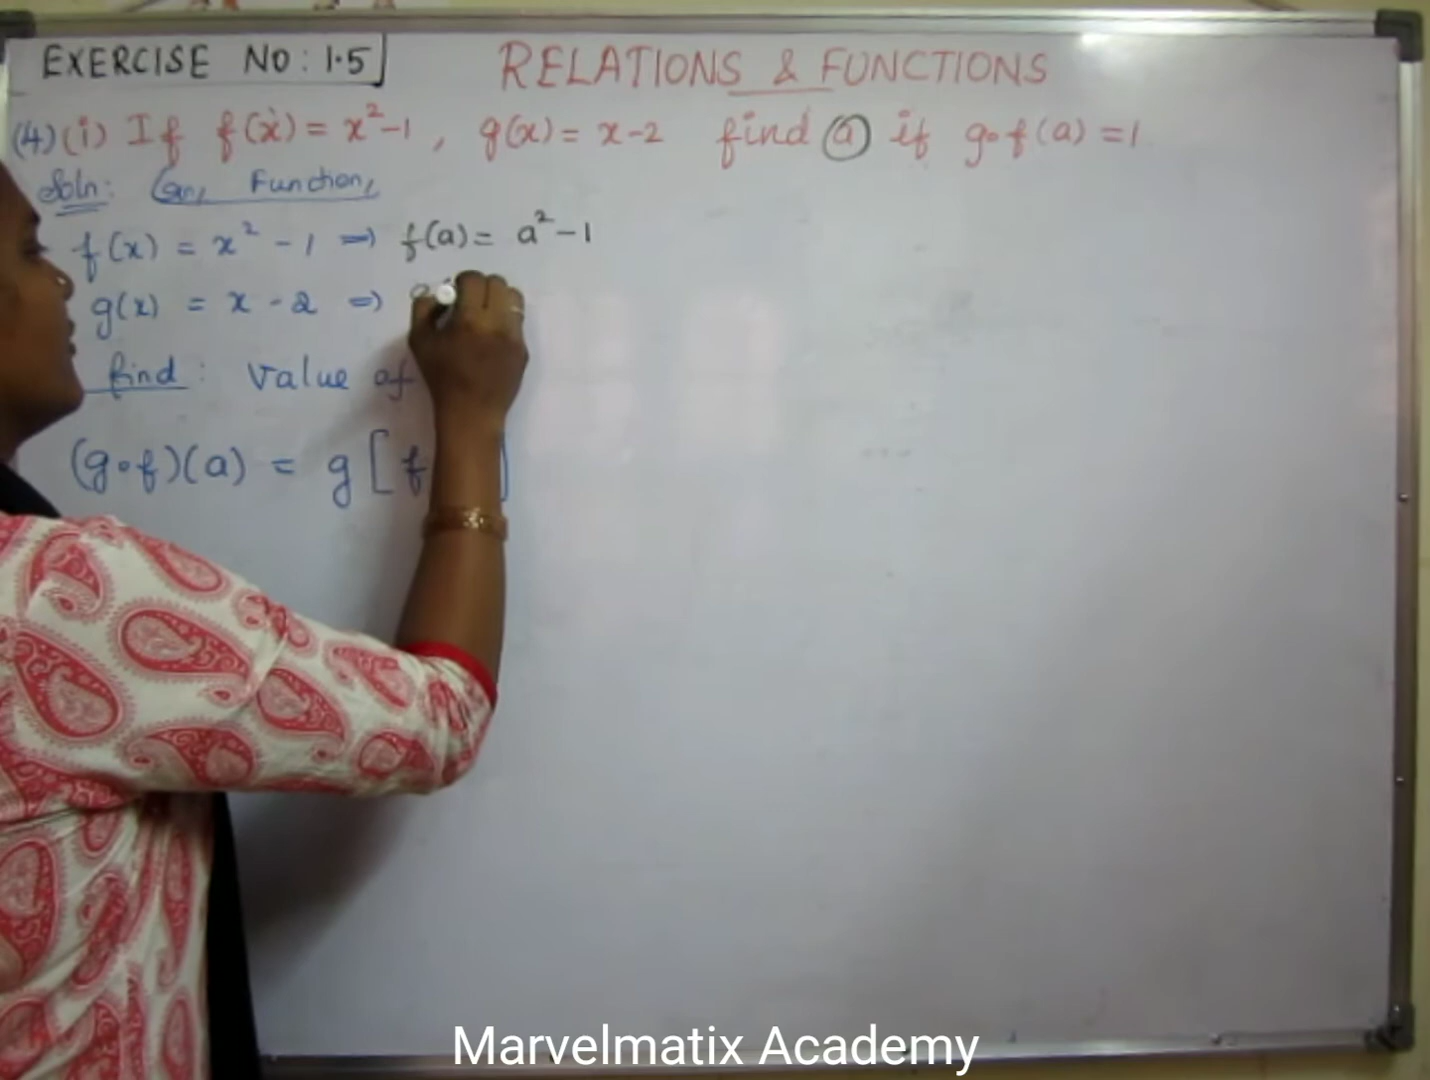 EXERCISE NO: 1.5
RELATIONS & FUNCTIONS
(4)(i) If f(x) = x²-1, g(x) = x-2 find a if g∘f(a) = 1
Soln: Function,
f(x) = x² - 1 ⇒ f(a) = a² - 1
g(x) = x - 2 ⇒
find: Value of
(g∘f)(a) = g[f ]
Marvelmatix Academy